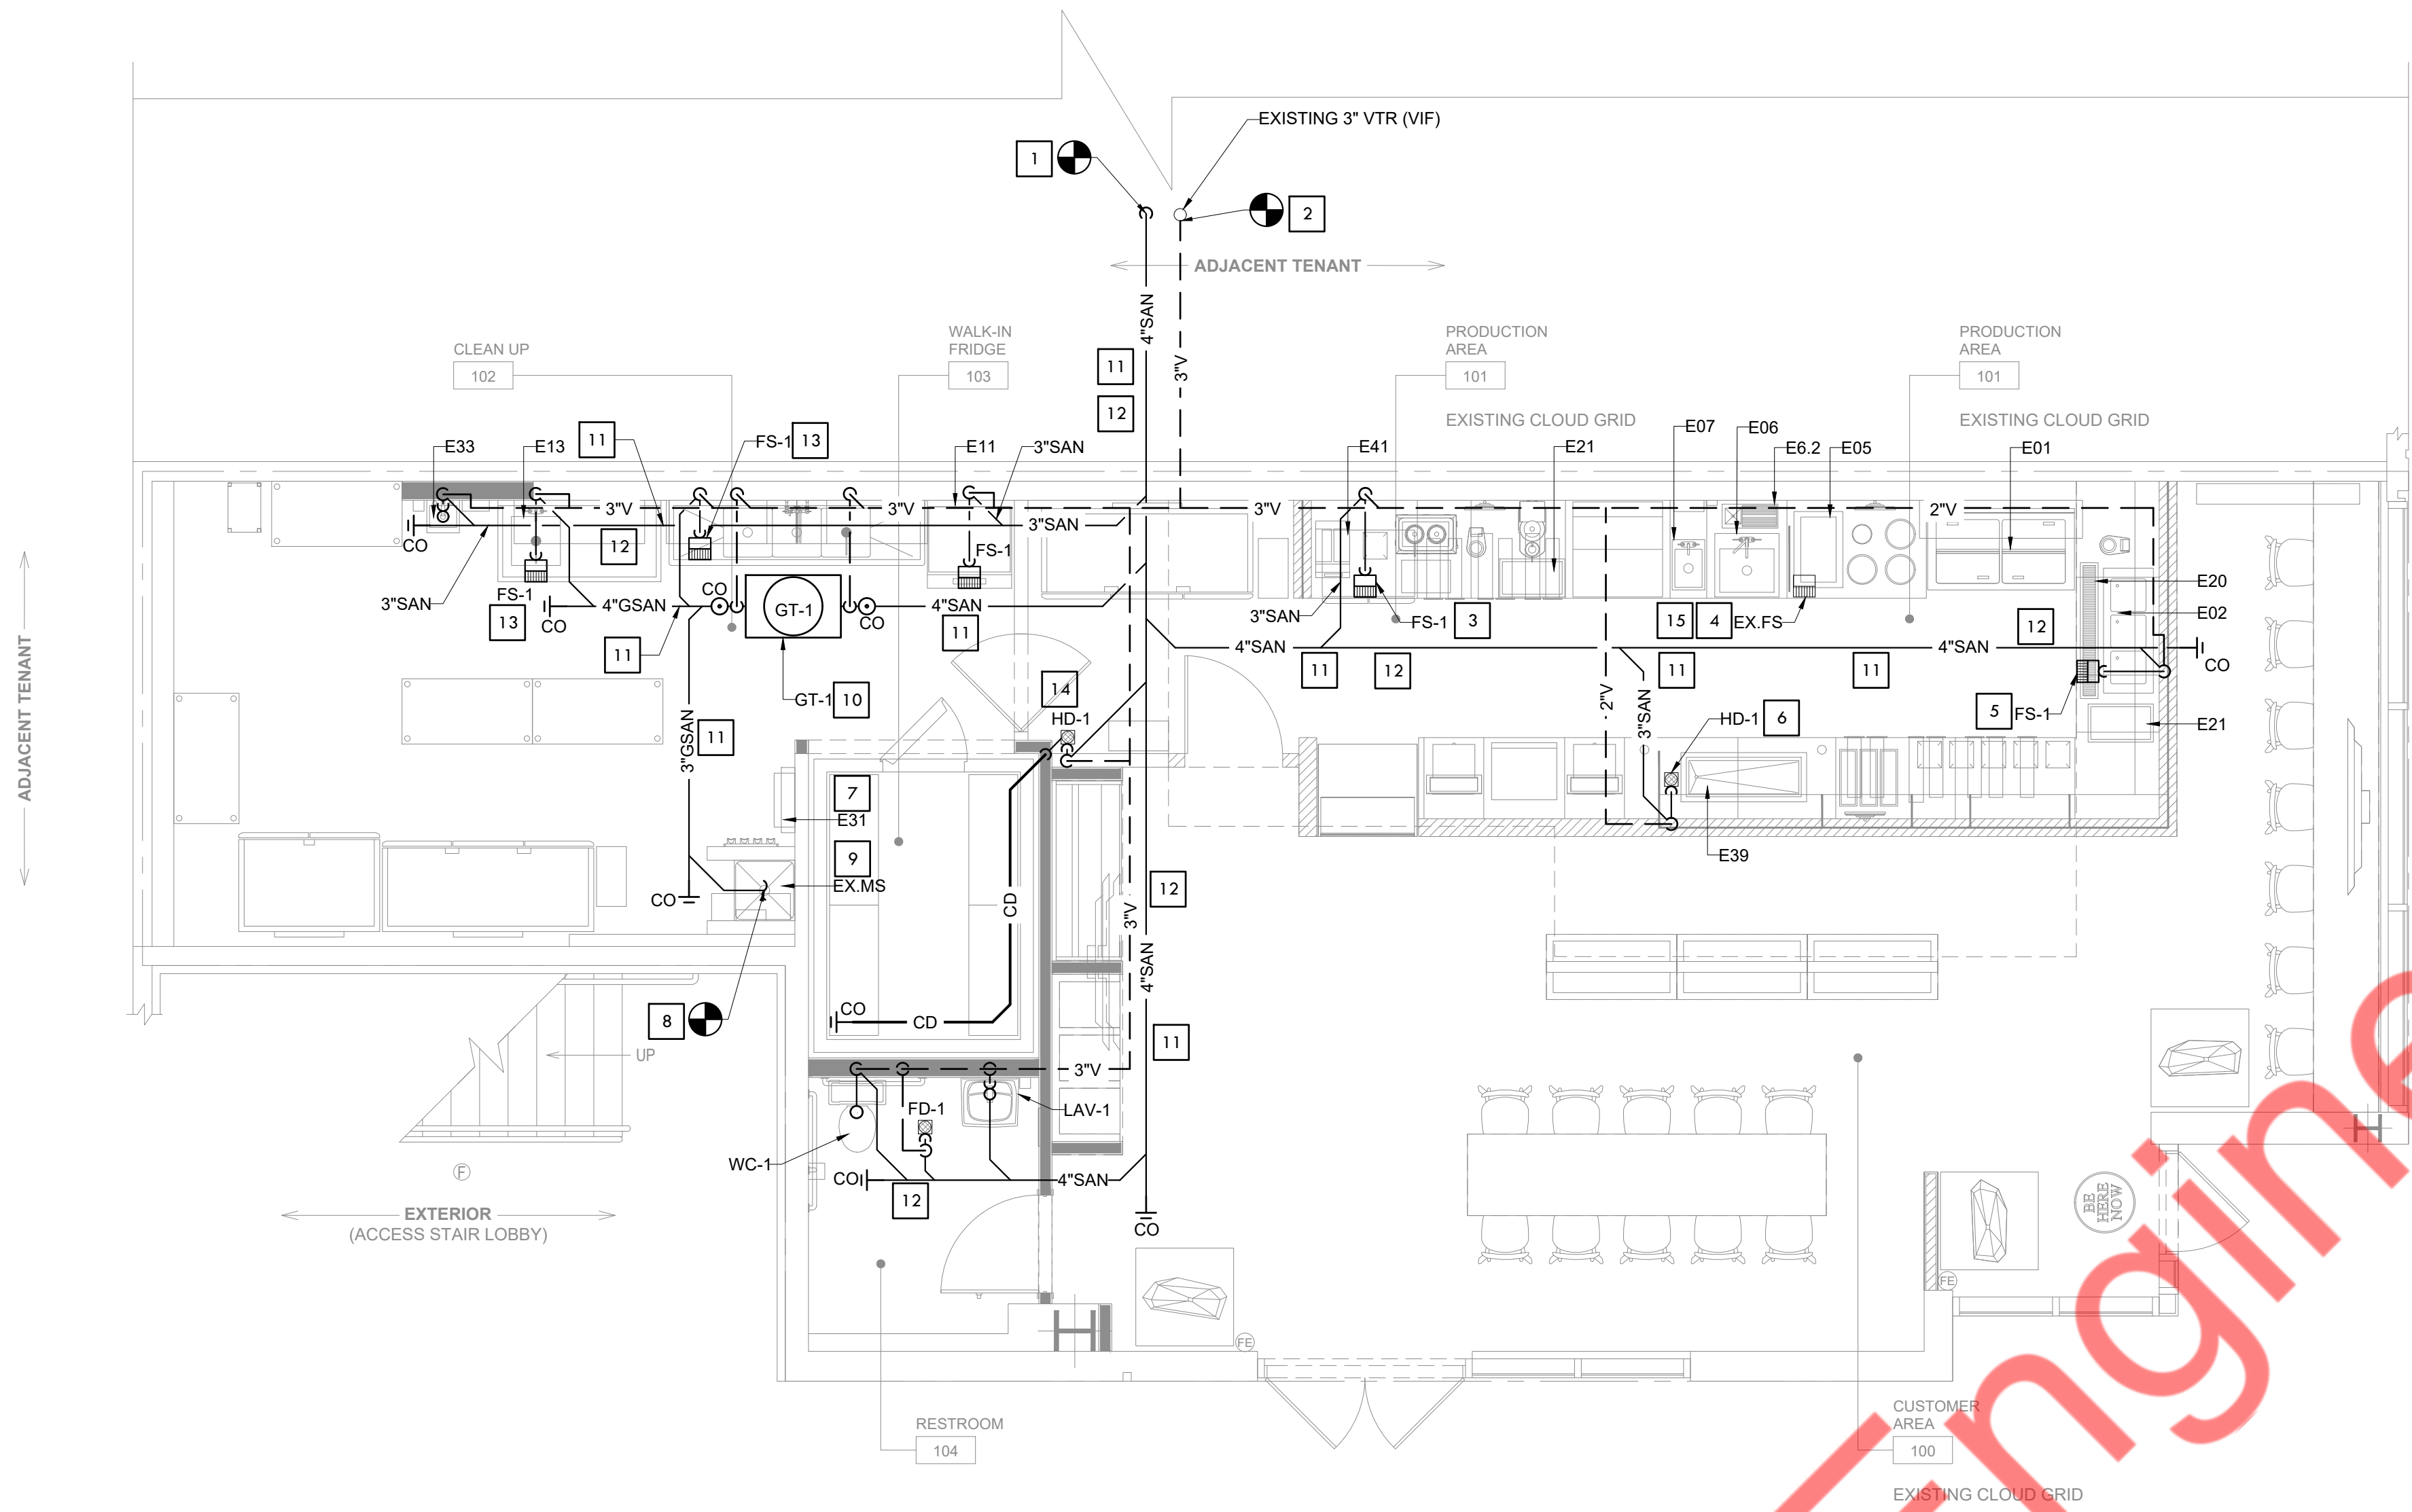 EXISTING 3" VTR (VIF)
1
2
ADJACENT TENANT
4"SAN
3"V
WALK-IN
FRIDGE
103
CLEAN UP
102
PRODUCTION
AREA
101
EXISTING CLOUD GRID
PRODUCTION
AREA
101
EXISTING CLOUD GRID
11
12
E33
E13
11
FS-1
13
E11
3"SAN
E41
E21
E07
E06
E6.2
E05
E01
3"V
3"V
3"SAN
3"V
2"V
CO
12
FS-1
3"SAN
FS-1
13
CO
4"GSAN
CO
GT-1
CO
4"SAN
11
3"SAN
FS-1
3
15
4
EX.FS
12
E20
E02
CO
11
4"SAN
11
12
11
11
4"SAN
ADJACENT TENANT
GT-1
10
14
HD-1
2"V
3"SAN
HD-1
6
5
FS-1
E21
3"GSAN
11
7
E31
9
EX.MS
CO
CD
12
3"V
4"SAN
E39
8
CO
CD
11
UP
3"V
FD-1
LAV-1
WC-1
CO
12
4"SAN
CO
F
EXTERIOR
(ACCESS STAIR LOBBY)
BE
HERE
NOW
FE
FE
RESTROOM
104
CUSTOMER
AREA
100
EXISTING CLOUD GRID
Engine